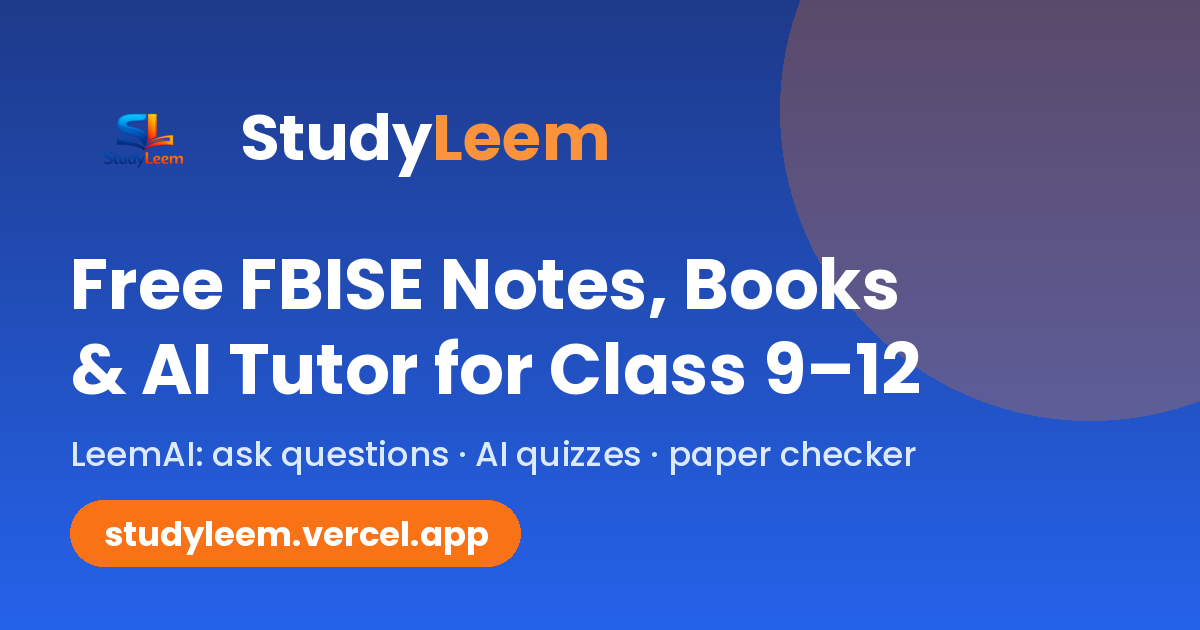 SL
StudyLeem
StudyLeem
Free FBISE Notes, Books
& AI Tutor for Class 9–12
LeemAI: ask questions · AI quizzes · paper checker
studyleem.vercel.app